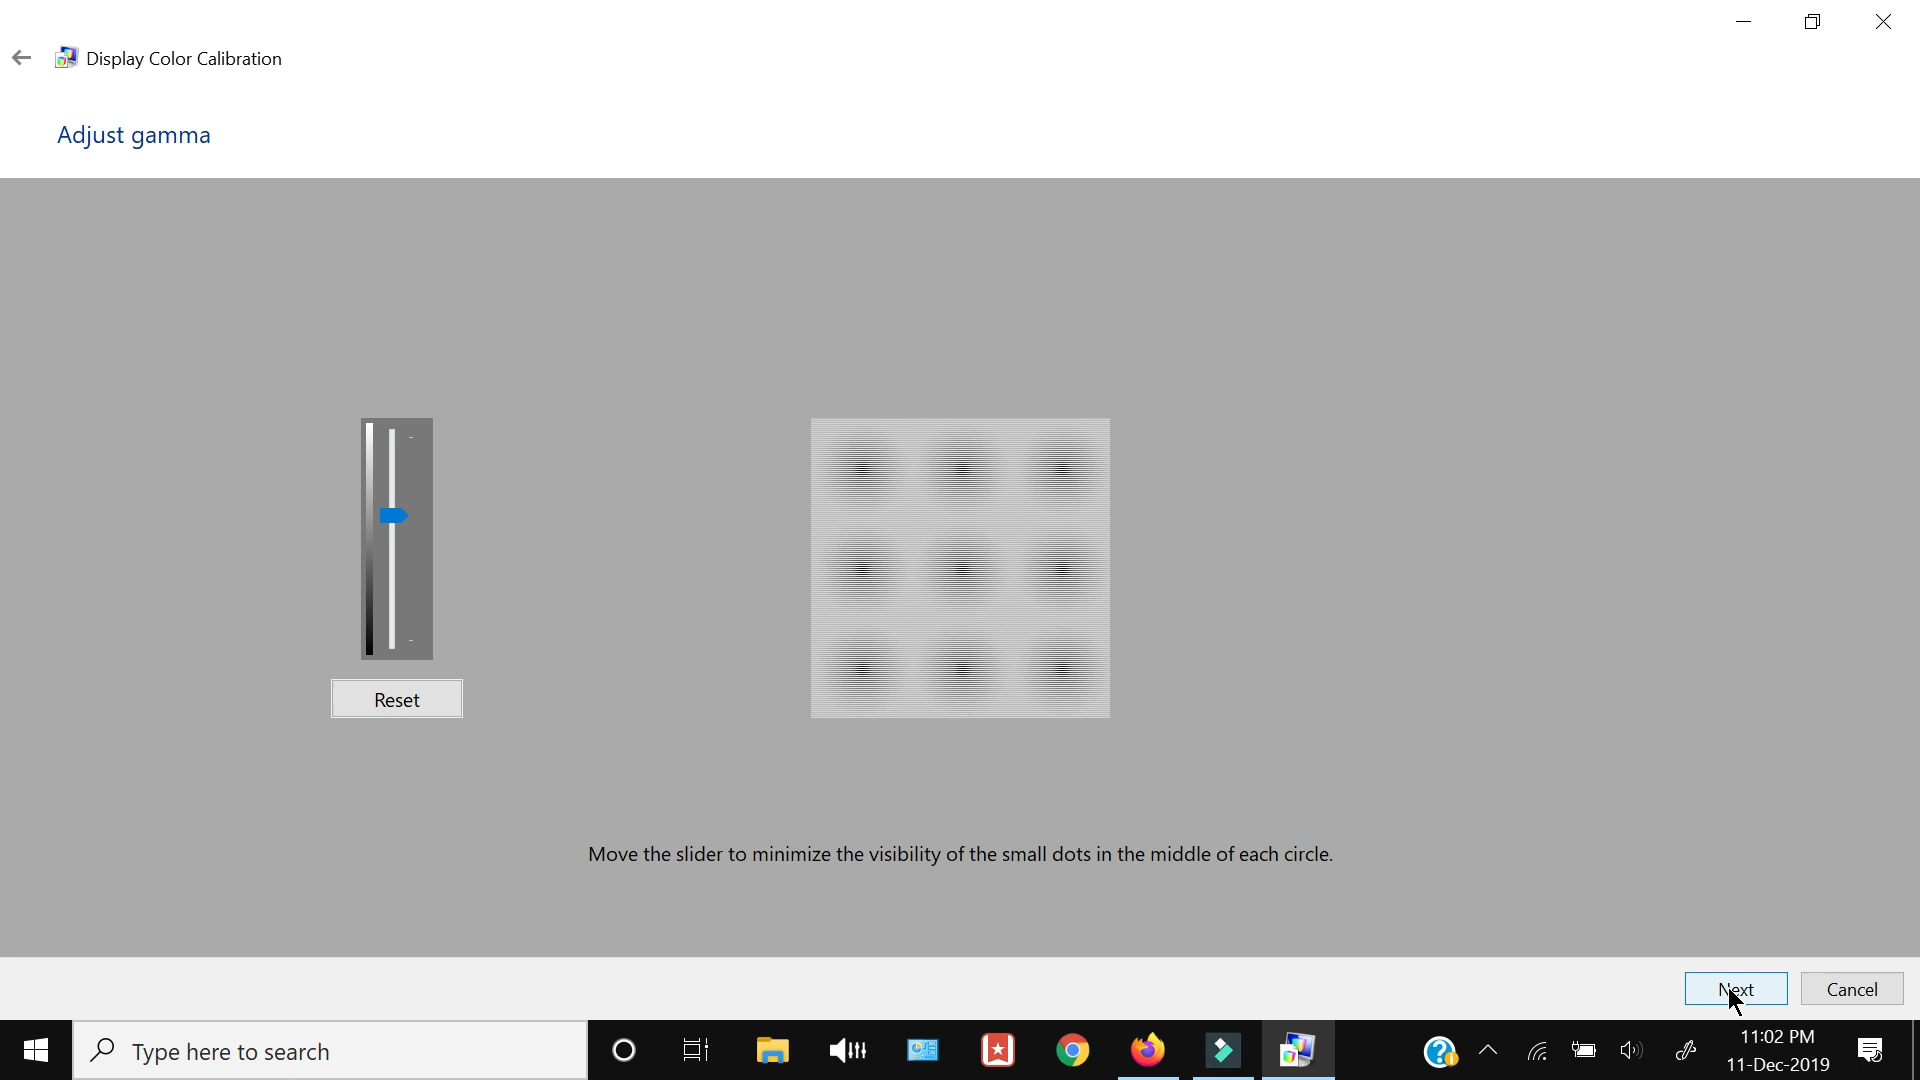 Display Color Calibration
Adjust gamma
Reset
Move the slider to minimize the visibility of the small dots in the middle of each circle.
Next
Cancel
Type here to search
11:02 PM
11-Dec-2019